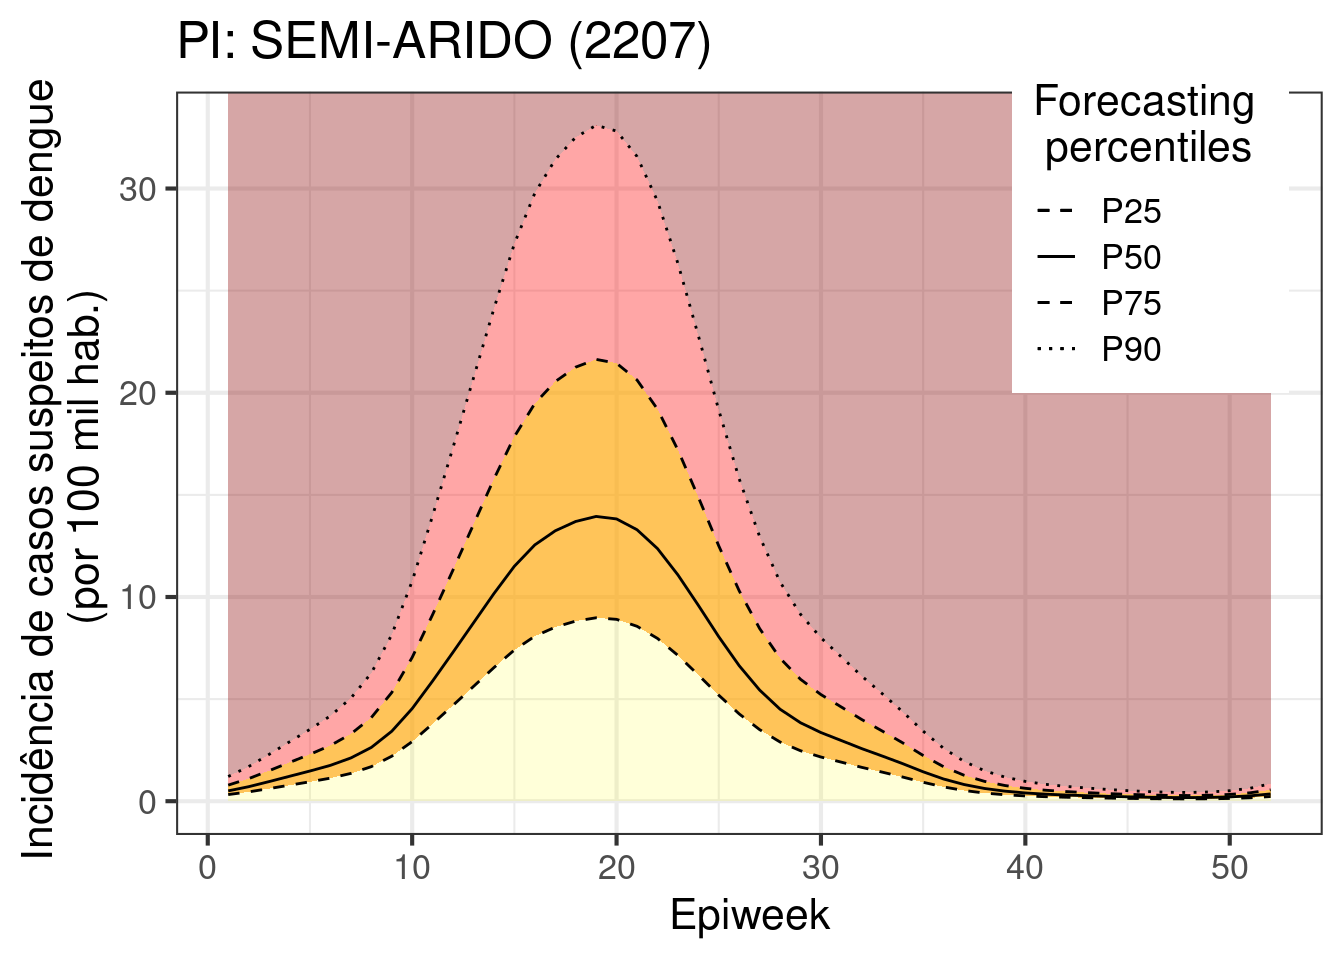 PI: SEMI-ARIDO (2207)
Incidência de casos suspeitos de dengue
(por 100 mil hab.)
30
20
10
0
Forecasting
percentiles
P25
P50
P75
P90
0 10 20 30 40 50
Epiweek